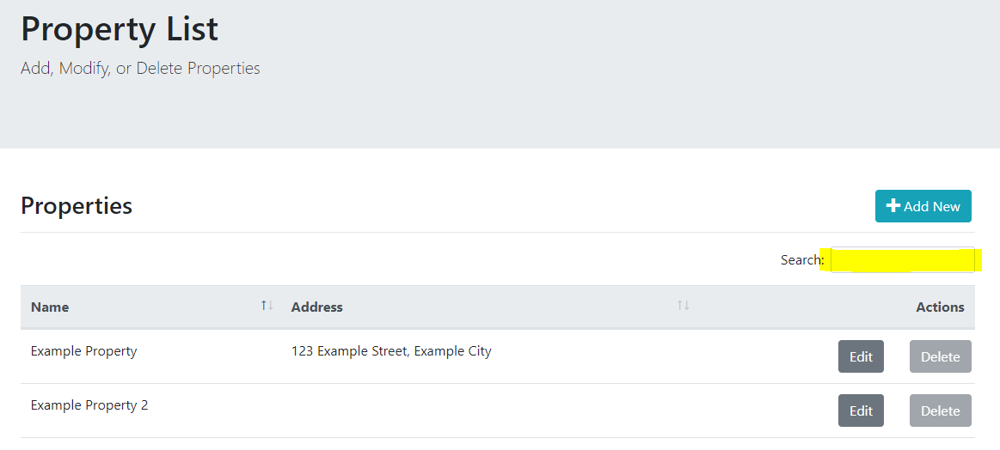 Property List
Add, Modify, or Delete Properties
Properties
Add New
Search:
Name Address Actions
Example Property 123 Example Street, Example City Edit Delete
Example Property 2 Edit Delete